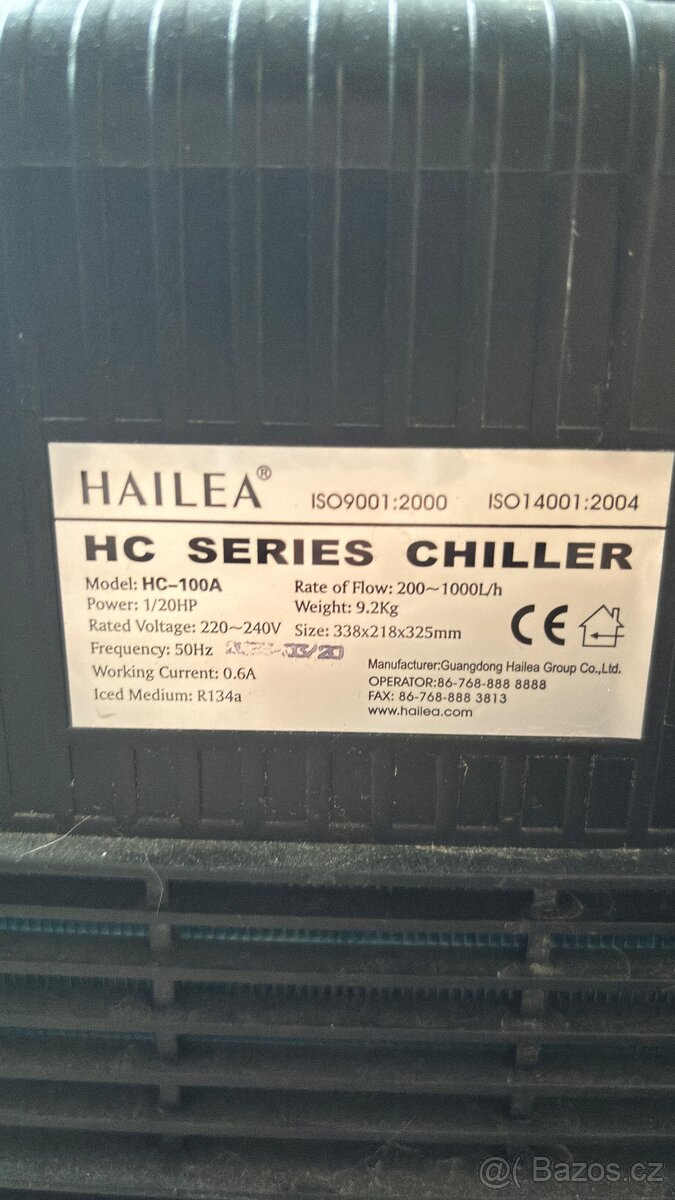 HAILEA® ISO9001:2000 ISO14001:2004
HC SERIES CHILLER
Model: HC-100A
Power: 1/20HP
Rated Voltage: 220~240V
Frequency: 50Hz
Working Current: 0.6A
Iced Medium: R134a
Rate of Flow: 200~1000L/h
Weight: 9.2Kg
Size: 338x218x325mm
CE
Manufacturer:Guangdong Hailea Group Co.,Ltd.
OPERATOR:86-768-888 8888
FAX: 86-768-888 3813
www.hailea.com
@( Bazos.cz